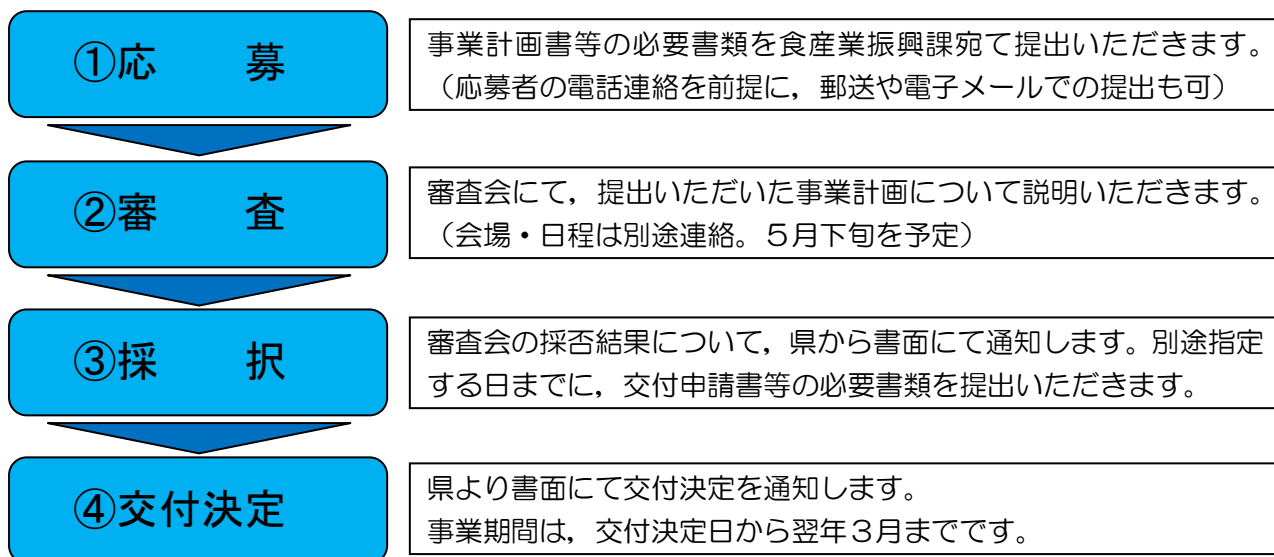 ①応　募
事業計画書等の必要書類を食産業振興課宛て提出いただきます。
（応募者の電話連絡を前提に，郵送や電子メールでの提出も可）
②審　査
審査会にて，提出いただいた事業計画について説明いただきます。
（会場・日程は別途連絡。５月下旬を予定）
③採　択
審査会の採否結果について，県から書面にて通知します。別途指定
する日までに，交付申請書等の必要書類を提出いただきます。
④交付決定
県より書面にて交付決定を通知します。
事業期間は，交付決定日から翌年３月までです。